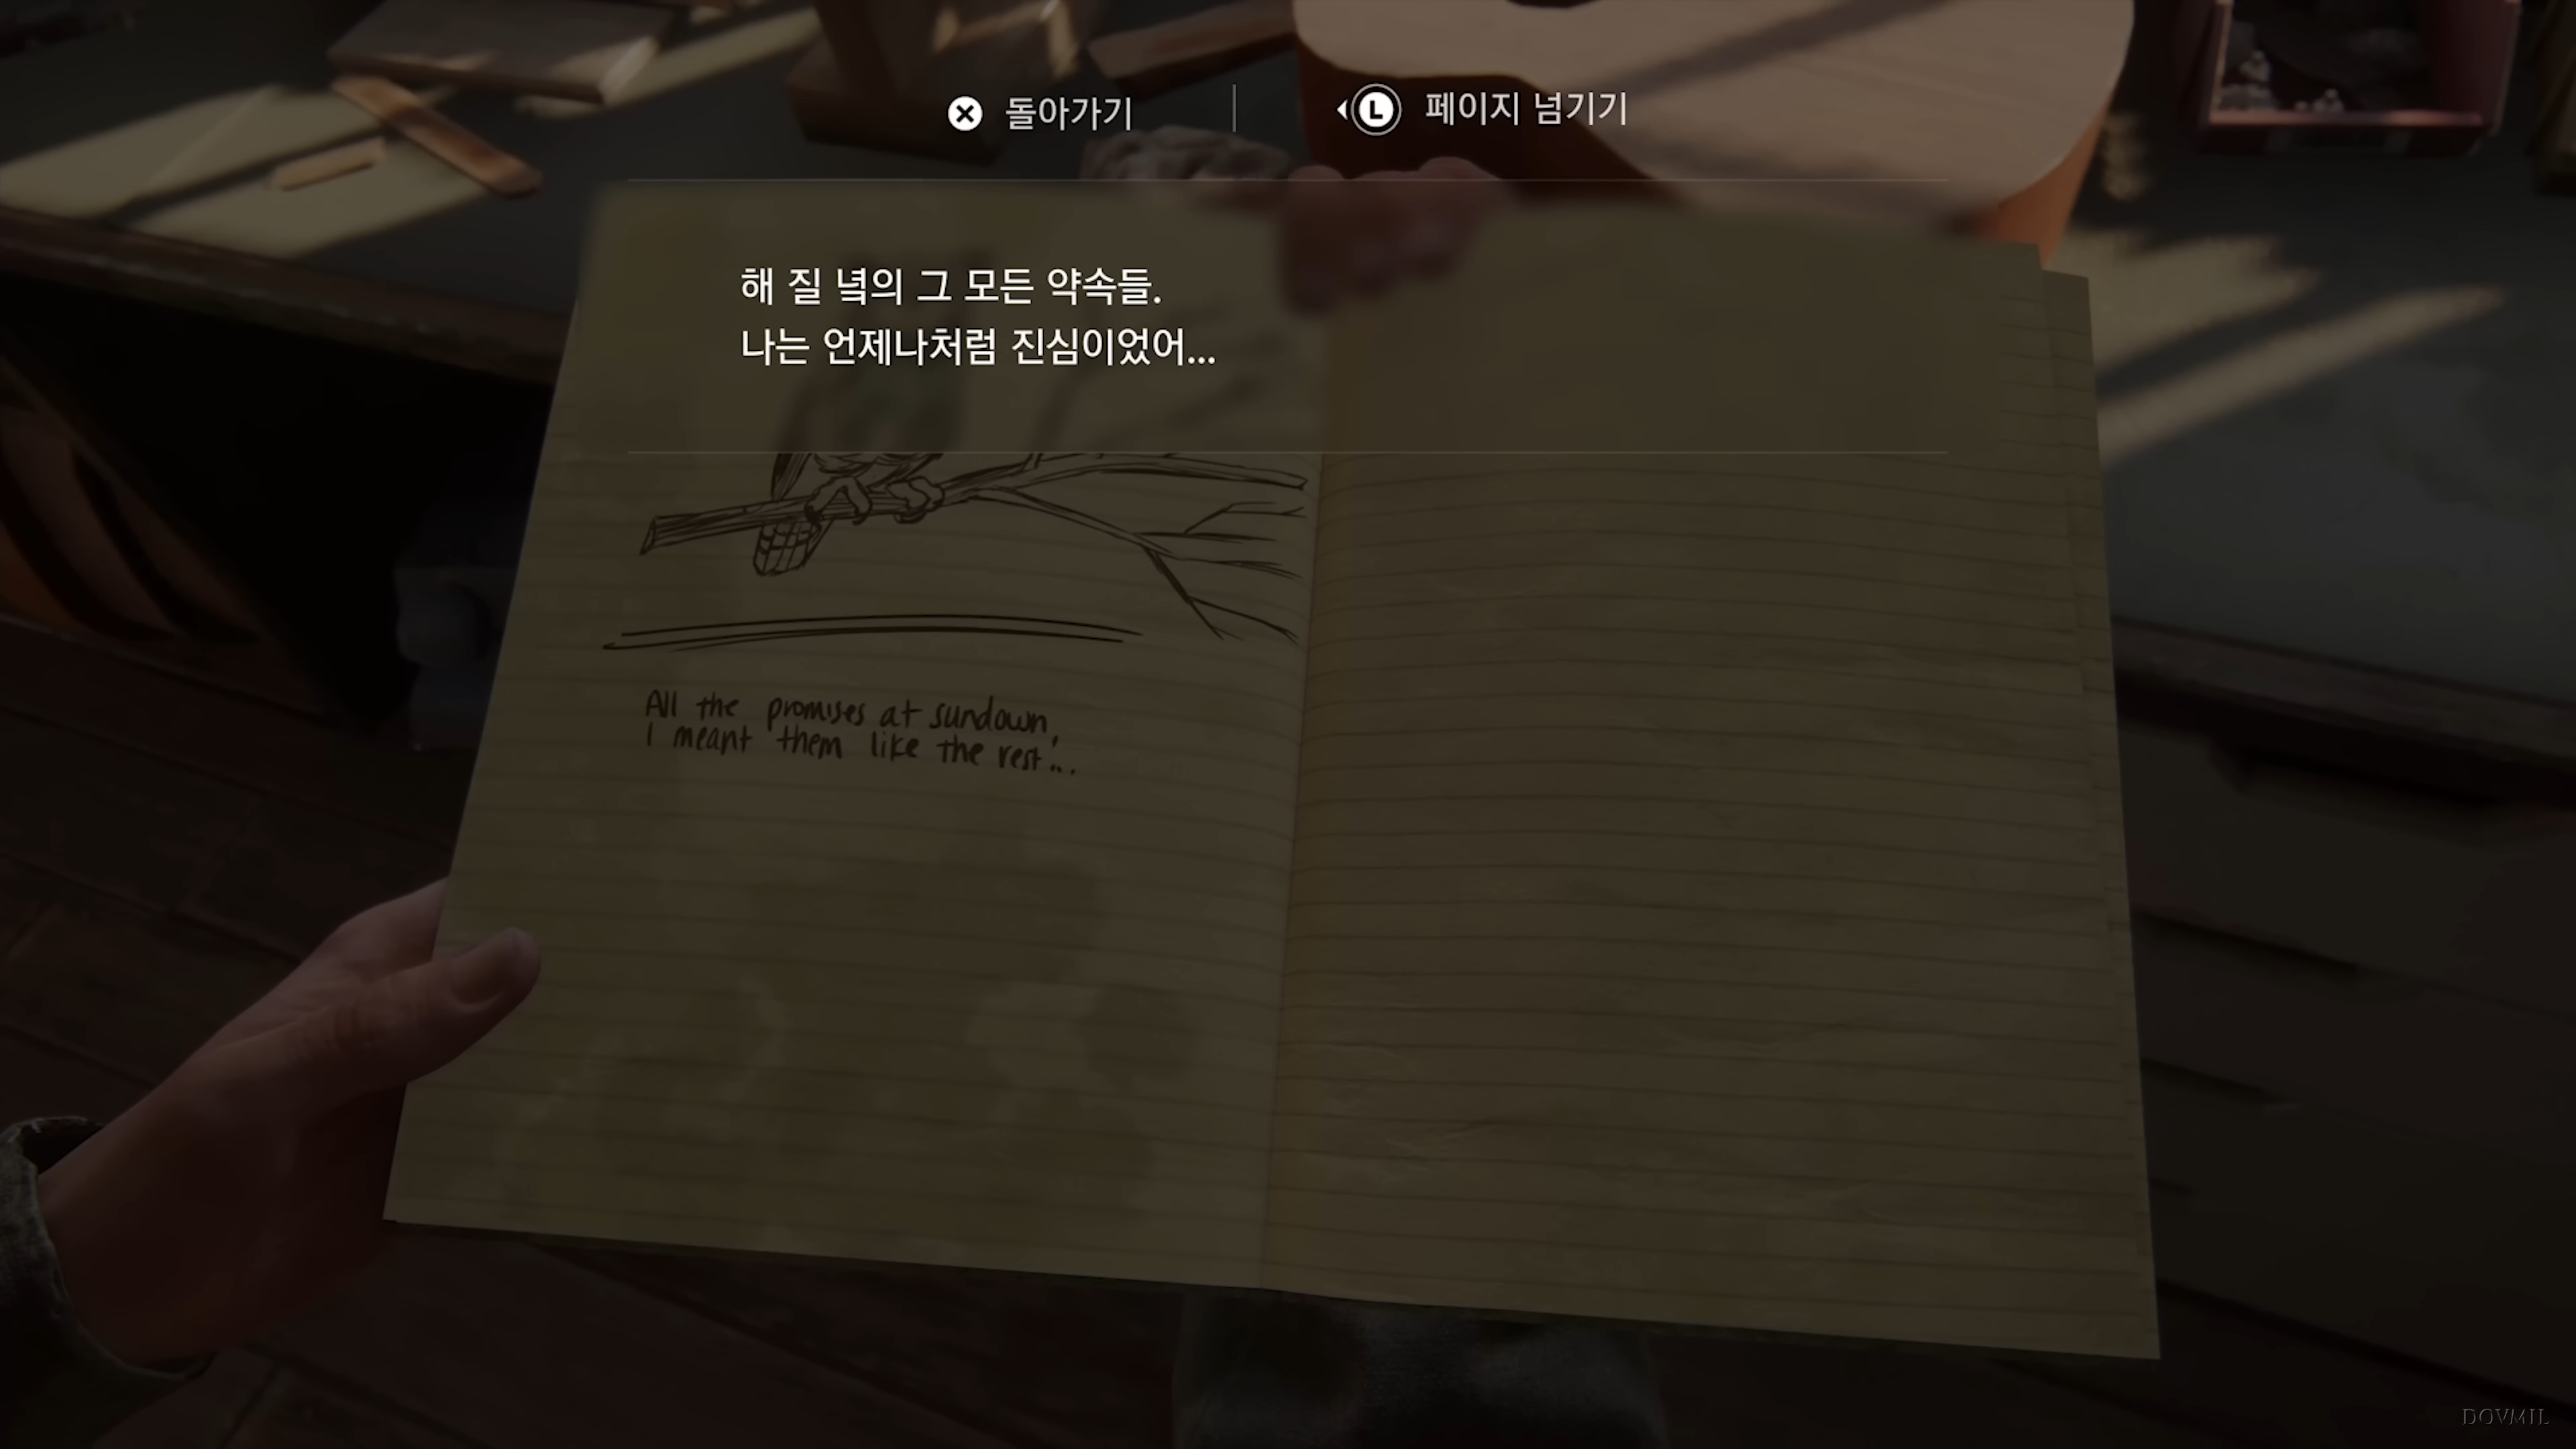 돌아가기
L 페이지 넘기기
해 질 녘의 그 모든 약속들.
나는 언제나처럼 진심이었어...
All the promises at sundown,
I meant them like the rest...
DOVMIL